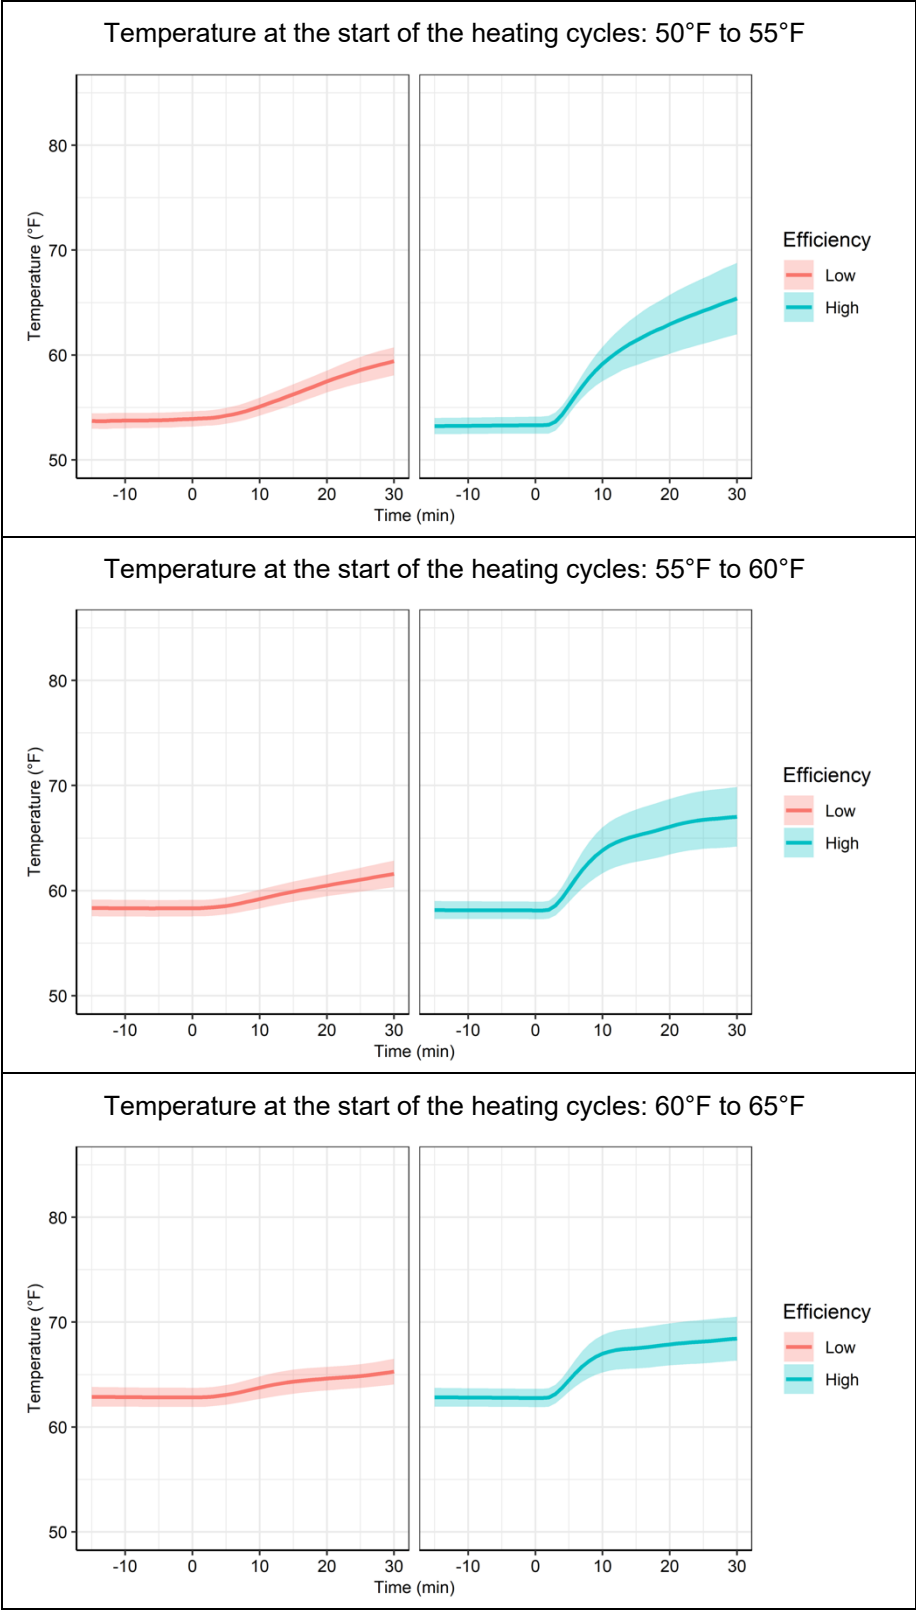 Temperature at the start of the heating cycles: 50°F to 55°F
Temperature (°F)
80
70
60
50
-10 0 10 20 30 -10 0 10 20 30
Time (min)
Efficiency
Low
High
Temperature at the start of the heating cycles: 55°F to 60°F
Temperature (°F)
80
70
60
50
-10 0 10 20 30 -10 0 10 20 30
Time (min)
Efficiency
Low
High
Temperature at the start of the heating cycles: 60°F to 65°F
Temperature (°F)
80
70
60
50
-10 0 10 20 30 -10 0 10 20 30
Time (min)
Efficiency
Low
High